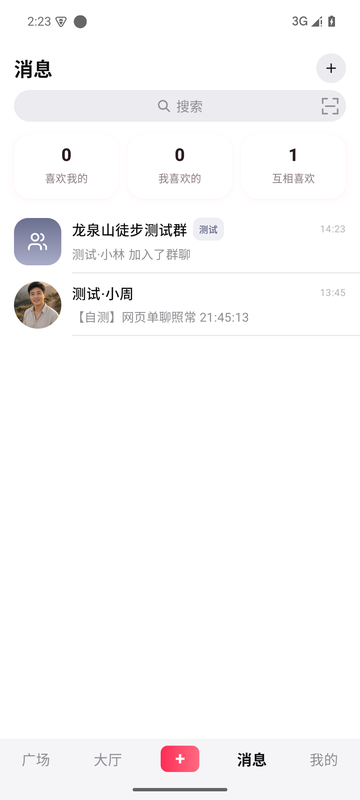 2:23
3G
消息
搜索
0
喜欢我的
0
我喜欢的
1
互相喜欢
龙泉山徒步测试群 测试 14:23
测试·小林 加入了群聊
测试·小周 13:45
【自测】网页单聊照常 21:45:13
广场
大厅
消息
我的